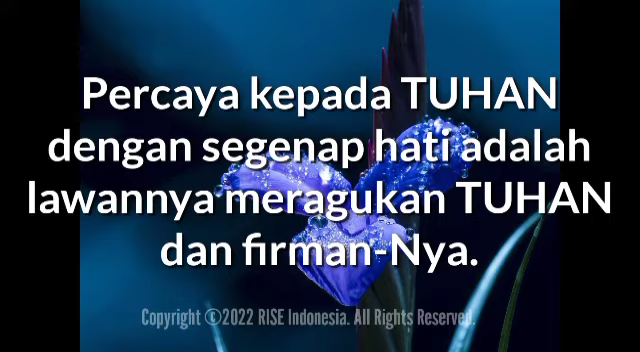 Percaya kepada TUHAN
dengan segenap hati adalah
lawannya meragukan TUHAN
dan firman-Nya.
Copyright ©2022 RISE Indonesia. All Rights Reserved.